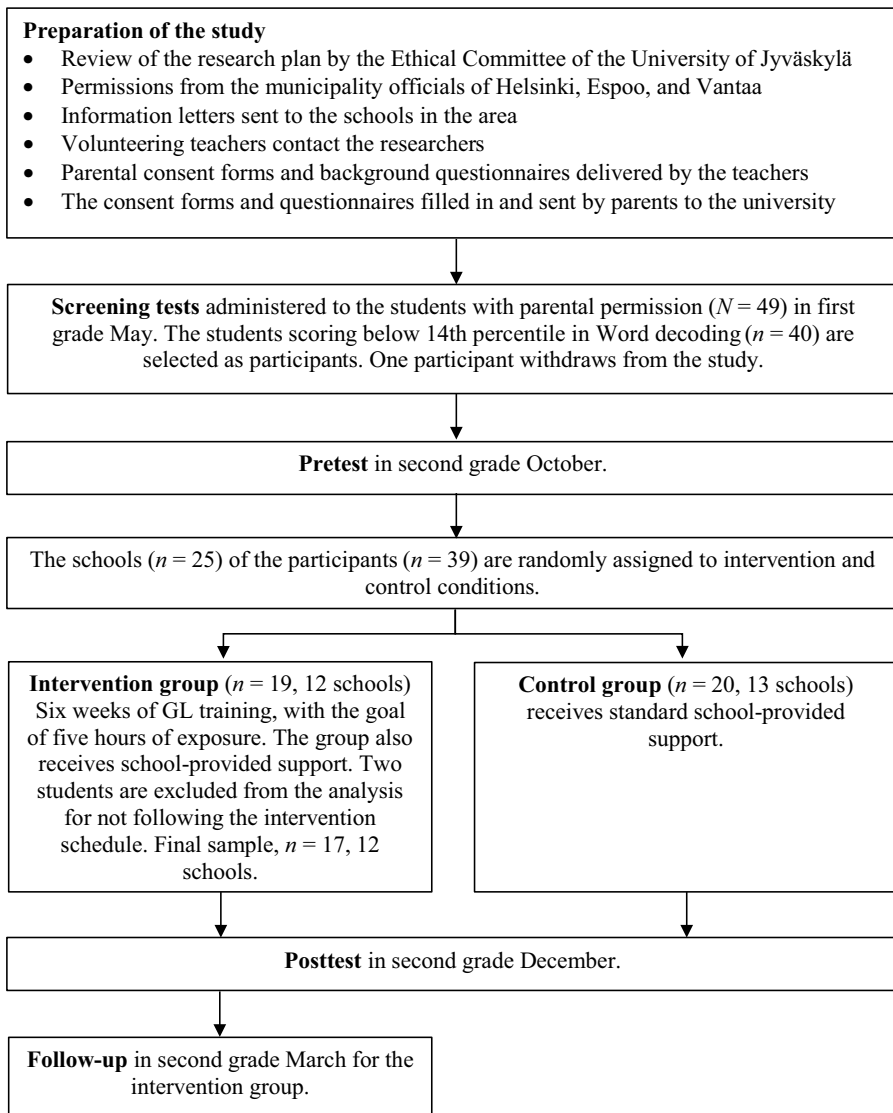 Preparation of the study
• Review of the research plan by the Ethical Committee of the University of Jyväskylä
• Permissions from the municipality officials of Helsinki, Espoo, and Vantaa
• Information letters sent to the schools in the area
• Volunteering teachers contact the researchers
• Parental consent forms and background questionnaires delivered by the teachers
• The consent forms and questionnaires filled in and sent by parents to the university
Screening tests administered to the students with parental permission (N = 49) in first
grade May. The students scoring below 14th percentile in Word decoding (n = 40) are
selected as participants. One participant withdraws from the study.
Pretest in second grade October.
The schools (n = 25) of the participants (n = 39) are randomly assigned to intervention and
control conditions.
Intervention group (n = 19, 12 schools)
Six weeks of GL training, with the goal
of five hours of exposure. The group also
receives school-provided support. Two
students are excluded from the analysis
for not following the intervention
schedule. Final sample, n = 17, 12
schools.
Control group (n = 20, 13 schools)
receives standard school-provided
support.
Posttest in second grade December.
Follow-up in second grade March for the
intervention group.